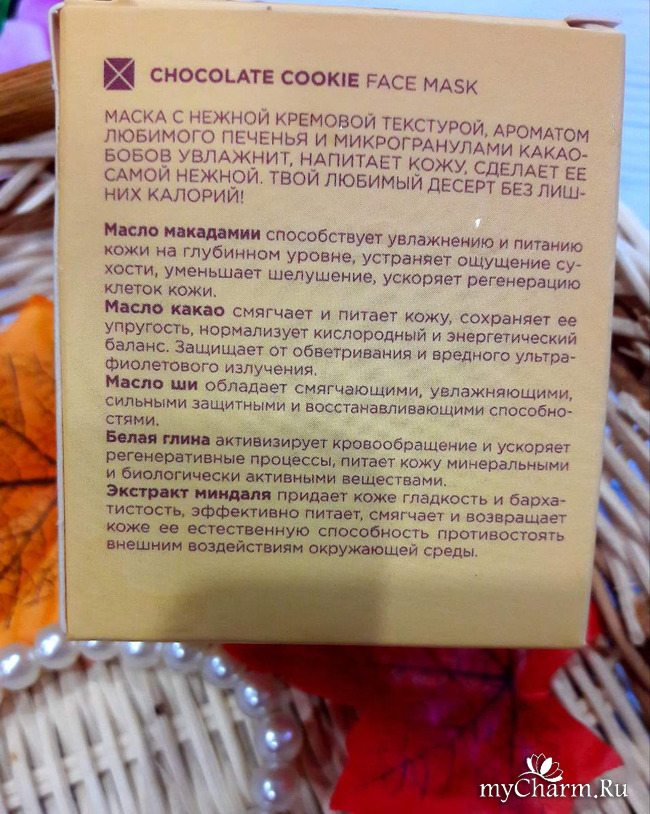 CHOCOLATE COOKIE FACE MASK
МАСКА С НЕЖНОЙ КРЕМОВОЙ ТЕКСТУРОЙ, АРОМАТОМ
ЛЮБИМОГО ПЕЧЕНЬЯ И МИКРОГРАНУЛАМИ КАКАО-
БОБОВ УВЛАЖНИТ, НАПИТАЕТ КОЖУ, СДЕЛАЕТ ЕЕ
САМОЙ НЕЖНОЙ. ТВОЙ ЛЮБИМЫЙ ДЕСЕРТ БЕЗ ЛИШ-
НИХ КАЛОРИЙ!
Масло макадамии способствует увлажнению и питанию
кожи на глубинном уровне, устраняет ощущение су-
хости, уменьшает шелушение, ускоряет регенерацию
клеток кожи.
Масло какао смягчает и питает кожу, сохраняет ее
упругость, нормализует кислородный и энергетический
баланс. Защищает от обветривания и вредного ультра-
фиолетового излучения.
Масло ши обладает смягчающими, увлажняющими,
сильными защитными и восстанавливающими способно-
стями.
Белая глина активизирует кровообращение и ускоряет
регенеративные процессы, питает кожу минеральными
и биологически активными веществами.
Экстракт миндаля придает коже гладкость и барха-
тистость, эффективно питает, смягчает и возвращает
коже ее естественную способность противостоять
внешним воздействиям окружающей среды.
myCharm.Ru